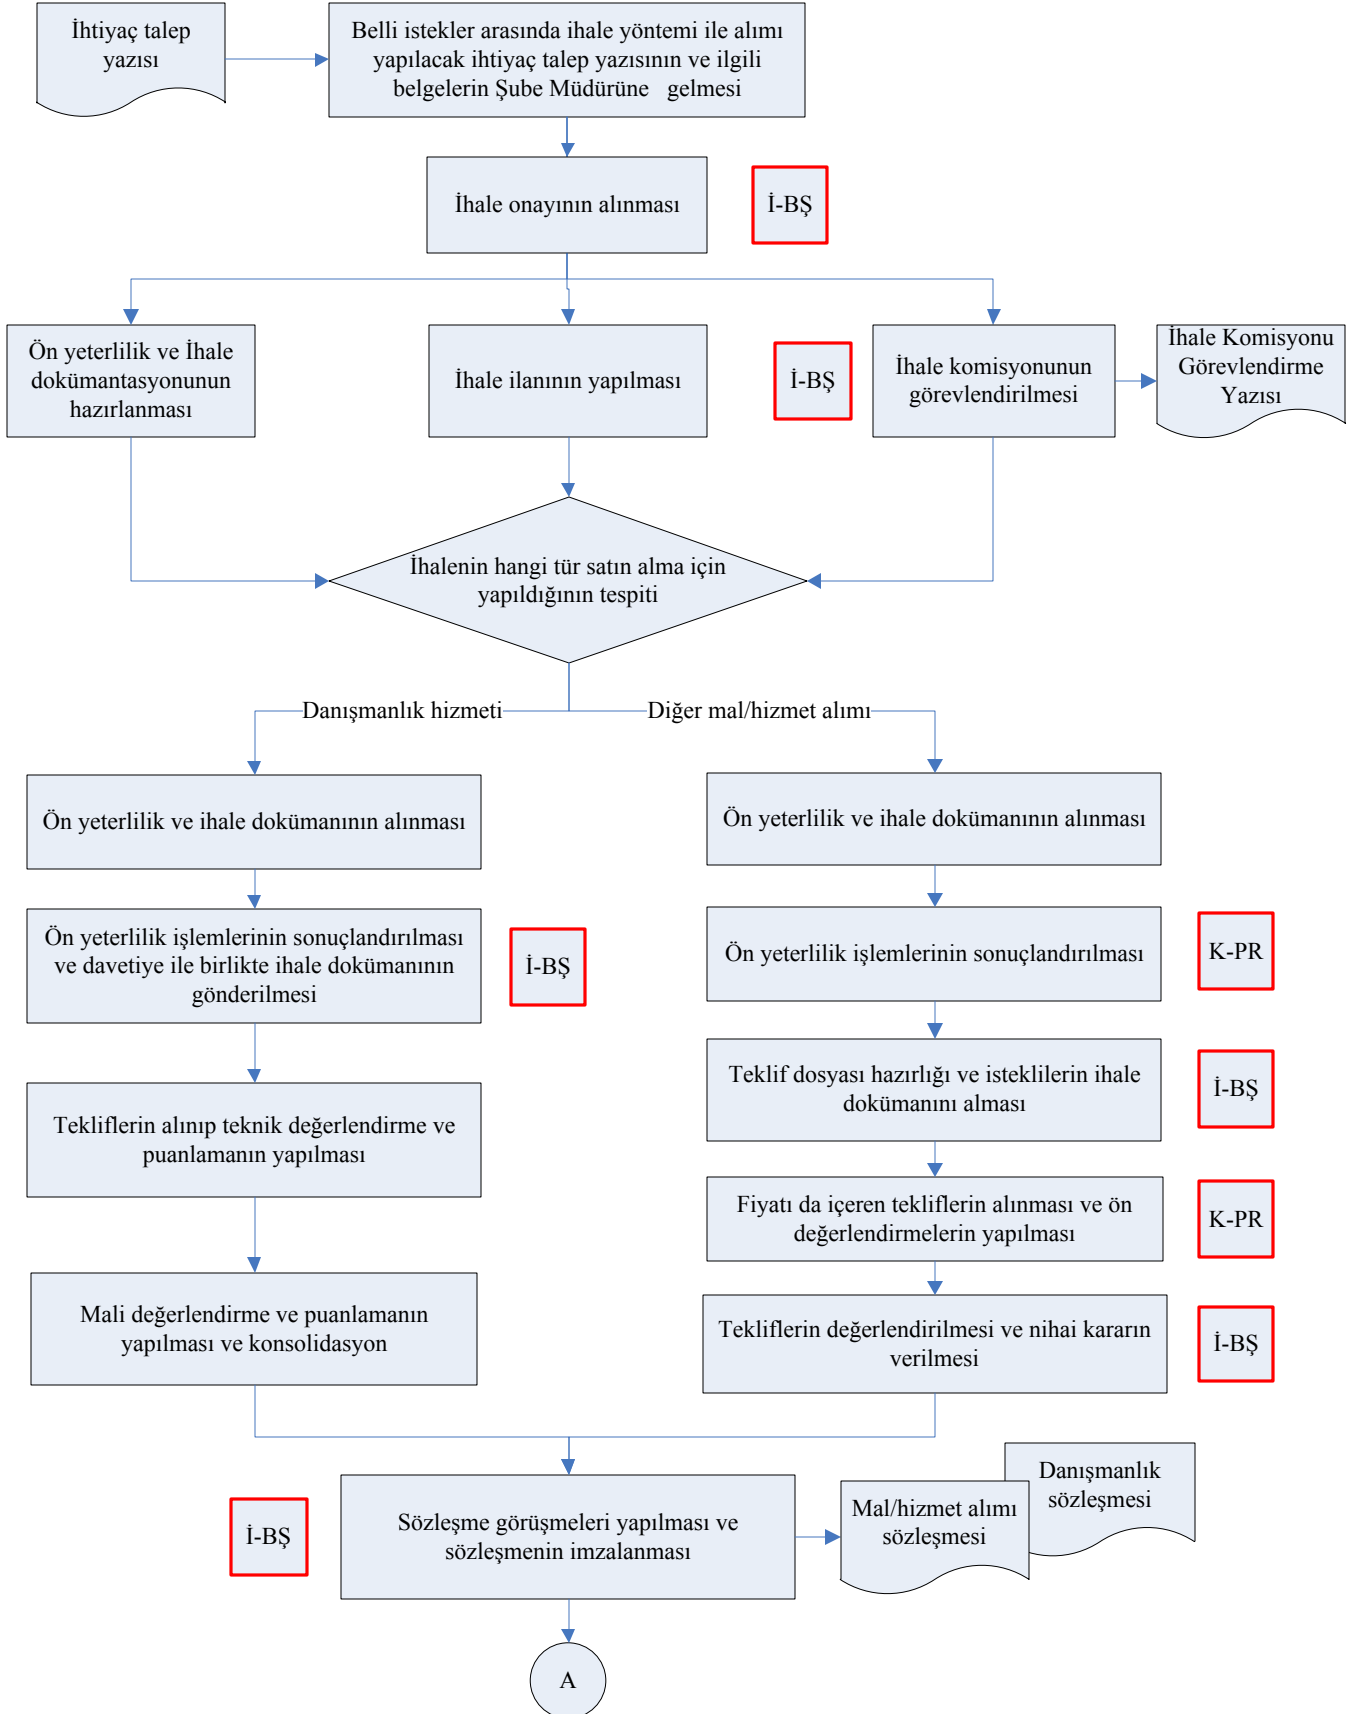 İhtiyaç talep
yazısı
Belli istekler arasında ihale yöntemi ile alımı
yapılacak ihtiyaç talep yazısının ve ilgili
belgelerin Şube Müdürüne   gelmesi
İhale onayının alınması
İ-BŞ
Ön yeterlilik ve İhale
dokümantasyonunun
hazırlanması
İhale ilanının yapılması
İ-BŞ
İhale komisyonunun
görevlendirilmesi
İhale Komisyonu
Görevlendirme
Yazısı
İhalenin hangi tür satın alma için
yapıldığının tespiti
Danışmanlık hizmeti
Diğer mal/hizmet alımı
Ön yeterlilik ve ihale dokümanının alınması
Ön yeterlilik ve ihale dokümanının alınması
Ön yeterlilik işlemlerinin sonuçlandırılması
ve davetiye ile birlikte ihale dokümanının
gönderilmesi
İ-BŞ
Ön yeterlilik işlemlerinin sonuçlandırılması
K-PR
Teklif dosyası hazırlığı ve isteklilerin ihale
dokümanını alması
İ-BŞ
Tekliflerin alınıp teknik değerlendirme ve
puanlamanın yapılması
Fiyatı da içeren tekliflerin alınması ve ön
değerlendirmelerin yapılması
K-PR
Mali değerlendirme ve puanlamanın
yapılması ve konsolidasyon
Tekliflerin değerlendirilmesi ve nihai kararın
verilmesi
İ-BŞ
İ-BŞ
Sözleşme görüşmeleri yapılması ve
sözleşmenin imzalanması
Mal/hizmet alımı
sözleşmesi
Danışmanlık
sözleşmesi
A